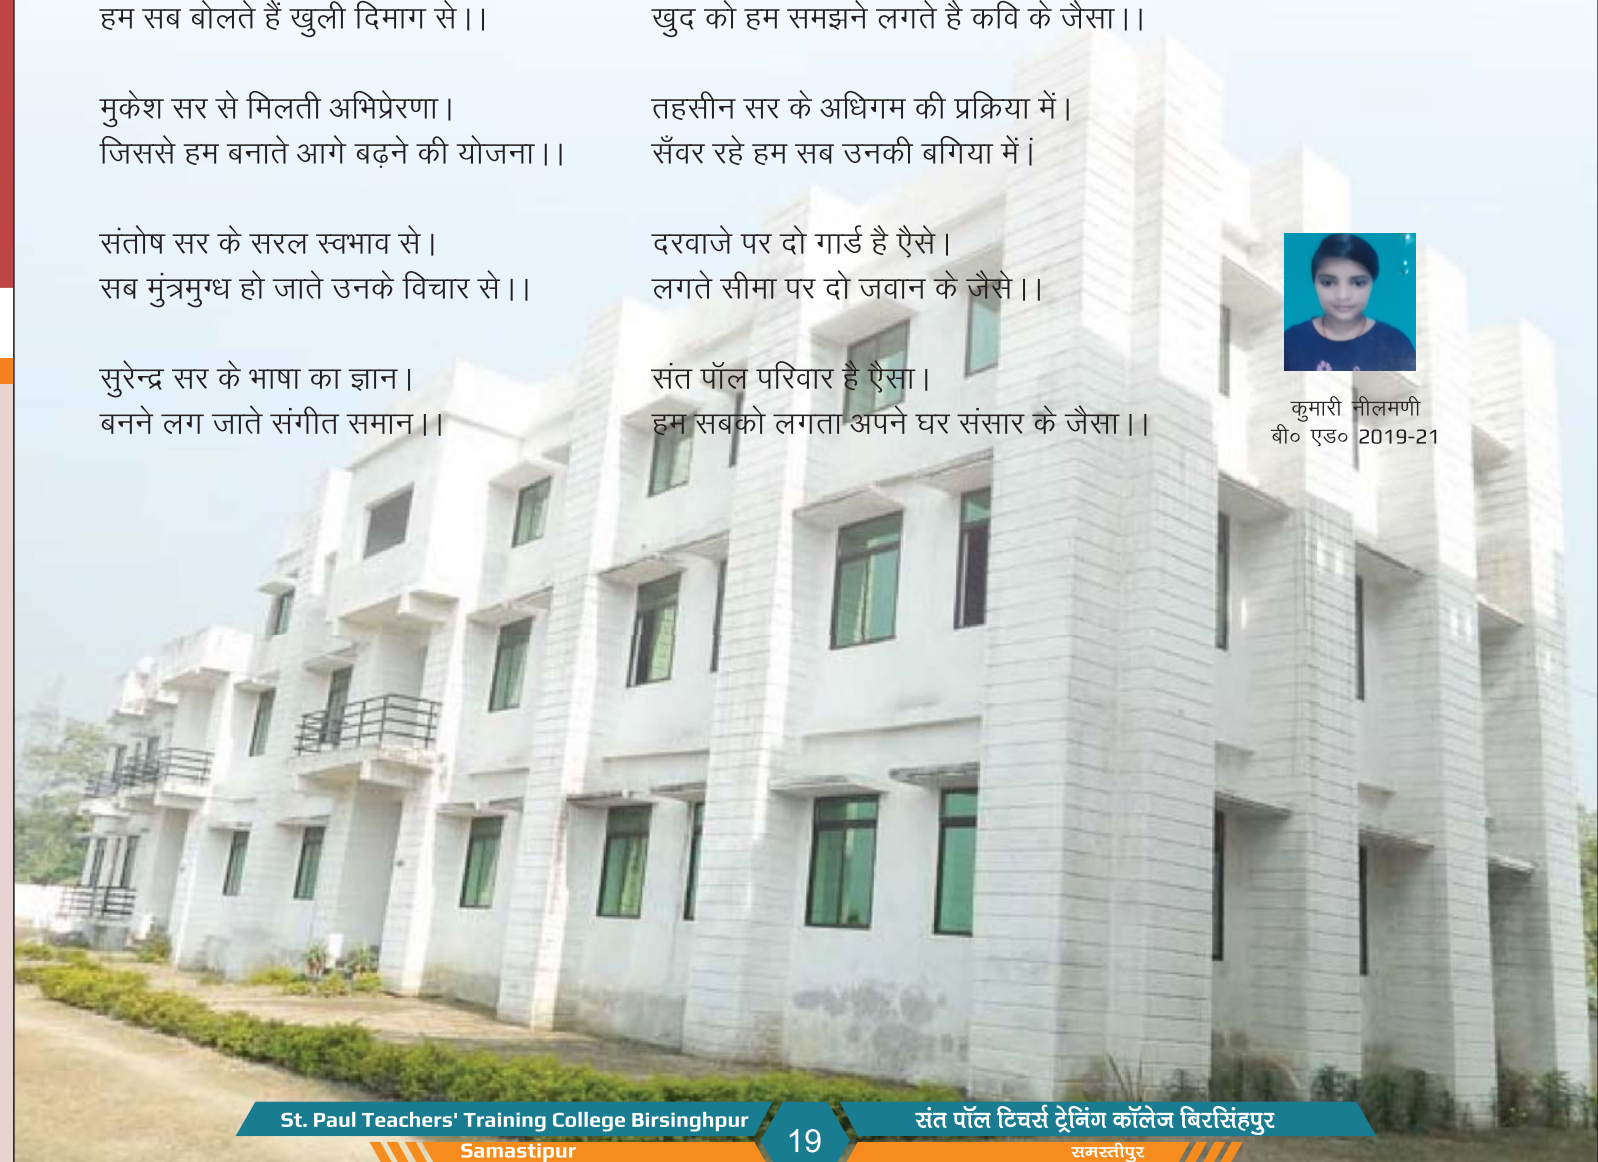 हम सब बोलते हैं खुली दिमाग से।।
मुकेश सर से मिलती अभिप्रेरणा।
जिससे हम बनाते आगे बढ़ने की योजना।।
संतोष सर के सरल स्वभाव से।
सब मुंत्रमुग्ध हो जाते उनके विचार से।।
सुरेन्द्र सर के भाषा का ज्ञान।
बनने लग जाते संगीत समान।।
खुद को हम समझने लगते है कवि के जैसा।।
तहसीन सर के अधिगम की प्रक्रिया में।
सँवर रहे हम सब उनकी बगिया में।ं
दरवाजे पर दो गार्ड है एैसे।
लगते सीमा पर दो जवान के जैसे।।
संत पॉल परिवार है एैसा।
हम सबको लगता अपने घर संसार के जैसा।।
कुमारी नीलमणी
बी० एड० 2019-21
St. Paul Teachers' Training College Birsinghpur
Samastipur
19
संत पॉल टिचर्स ट्रेनिंग कॉलेज बिरसिंहपुर
समस्तीपुर